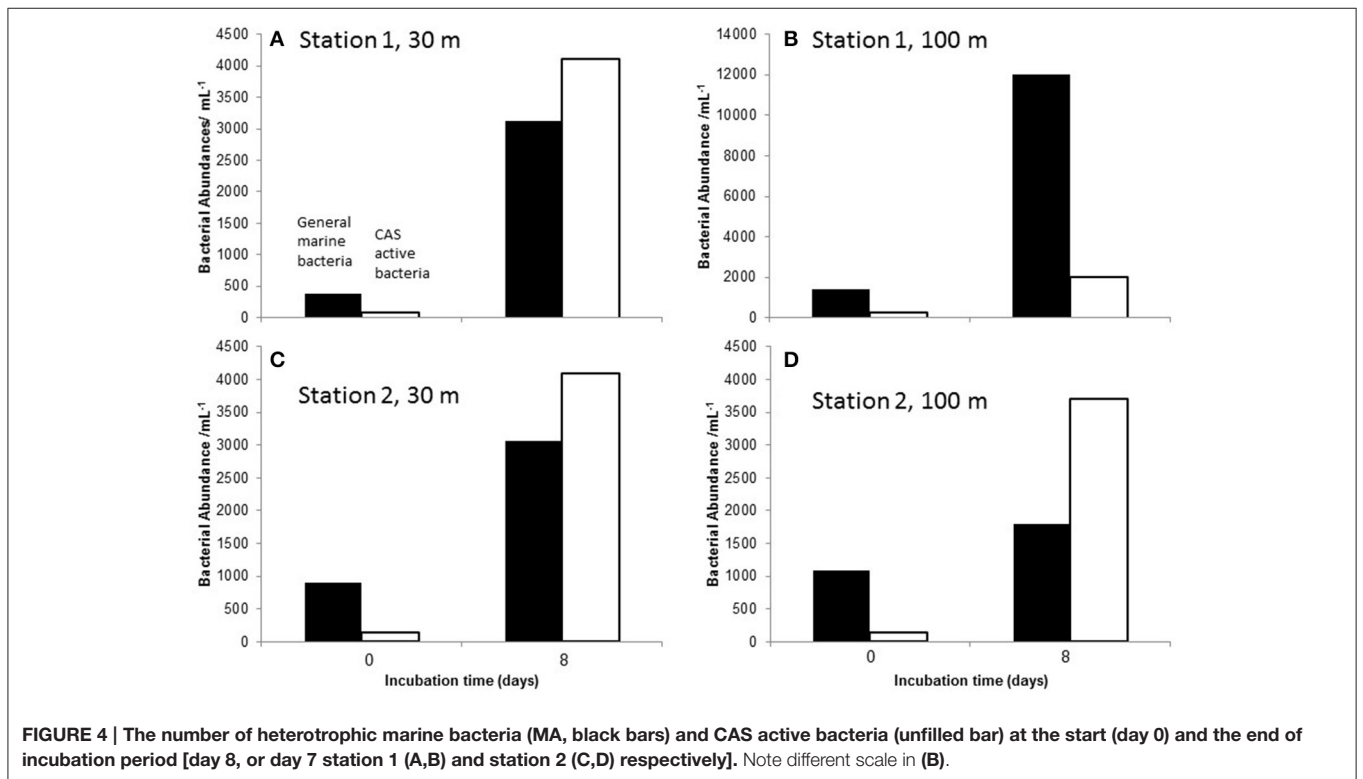 A Station 1, 30 m
Bacterial Abundances/ mL-1
4500
4000
3500
3000
2500
2000
1500
1000
500
0
General
marine
bacteria
CAS
active
bacteria
B Station 1, 100 m
Bacterial Abundance /mL-1
14000
12000
10000
8000
6000
4000
2000
0
C
Station 2, 30 m
Bacterial Abundance /mL-1
4500
4000
3500
3000
2500
2000
1500
1000
500
0
0 8
Incubation time (days)
D
Station 2, 100 m
Bacterial Abundance /mL-1
4500
4000
3500
3000
2500
2000
1500
1000
500
0
0 8
Incubation time (days)
FIGURE 4 | The number of heterotrophic marine bacteria (MA, black bars) and CAS active bacteria (unfilled bar) at the start (day 0) and the end of
incubation period [day 8, or day 7 station 1 (A,B) and station 2 (C,D) respectively]. Note different scale in (B).